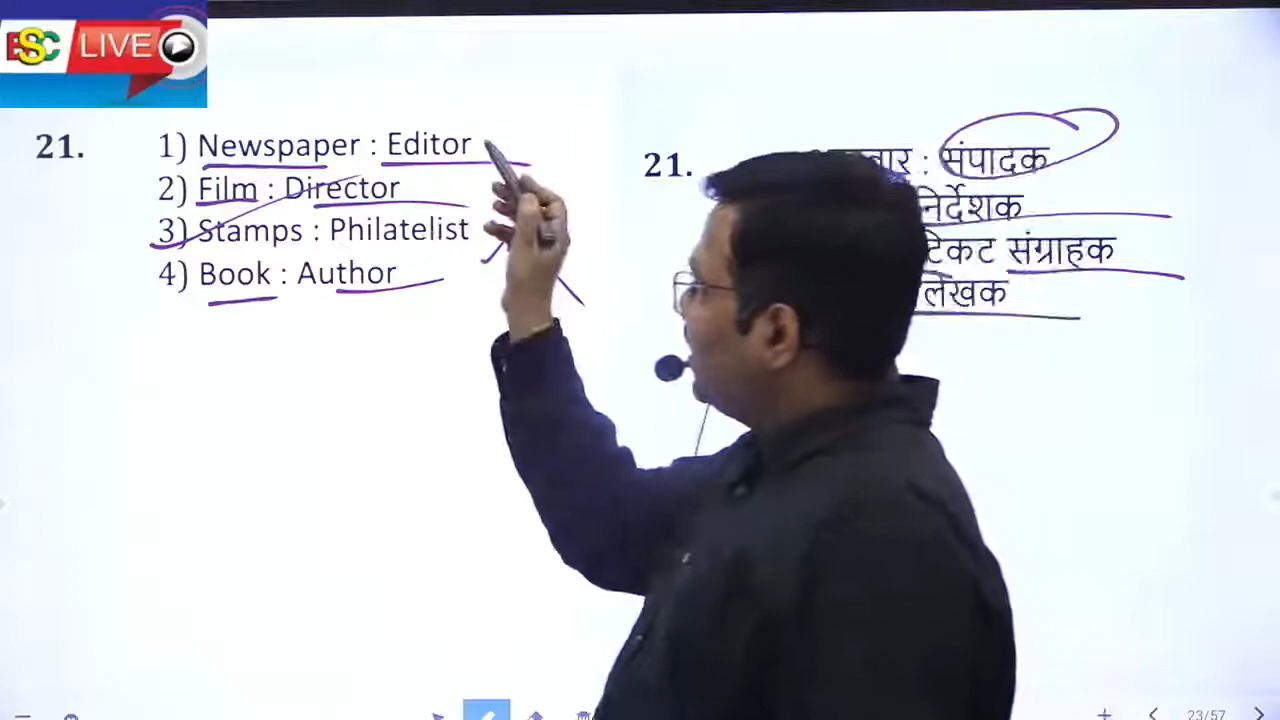 ESC LIVE
21. 1) Newspaper : Editor
2) Film : Director
3) Stamps : Philatelist
4) Book : Author
21. : संपादक
निर्देशक
टिकट संग्राहक
लेखक
23/57